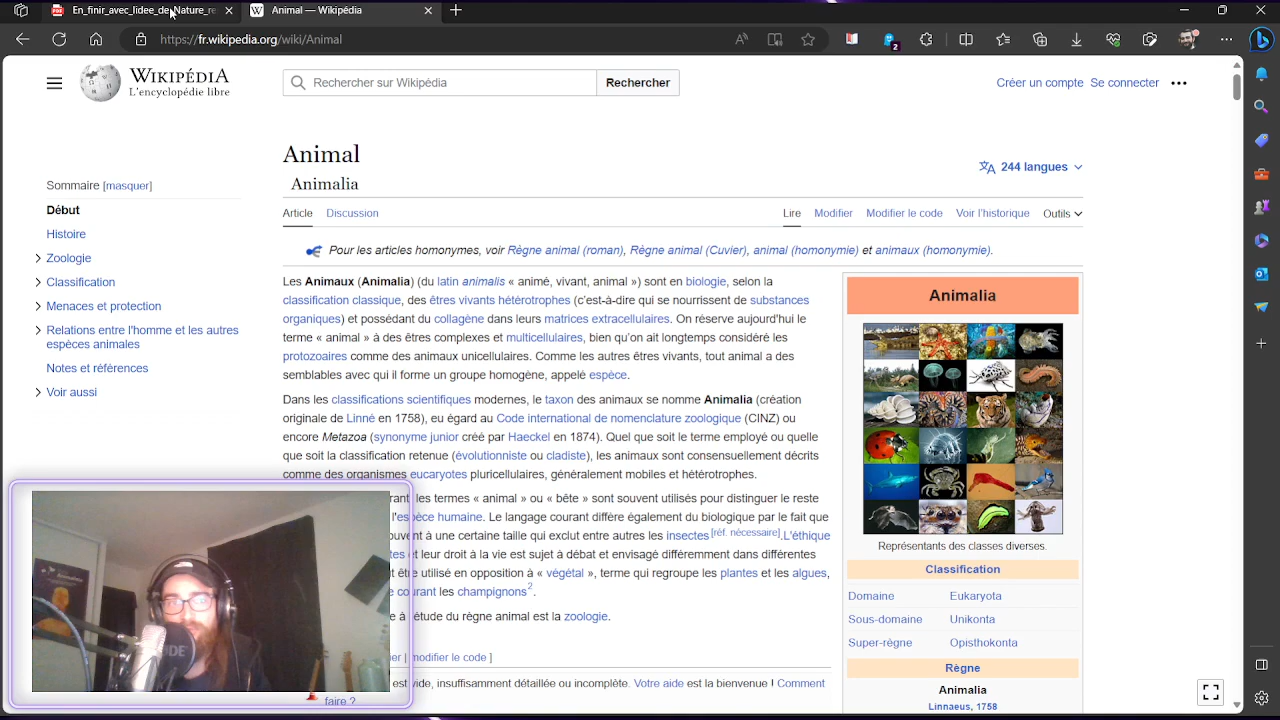 En_finir_avec_lidee_de_Nature_re
Animal — Wikipédia
https://fr.wikipedia.org/wiki/Animal
2
WIKIPÉDIA
L'encyclopédie libre
Rechercher sur Wikipédia
Rechercher
Créer un compte Se connecter
Animal
Animalia
244 langues
Sommaire [masquer]
Début
Histoire
Zoologie
Classification
Menaces et protection
Relations entre l'homme et les autres
espèces animales
Notes et références
Voir aussi
Article Discussion
Lire Modifier Modifier le code Voir l'historique Outils
Pour les articles homonymes, voir Règne animal (roman), Règne animal (Cuvier), animal (homonymie) et animaux (homonymie).
Les Animaux (Animalia) (du latin animalis « animé, vivant, animal ») sont en biologie, selon la
classification classique, des êtres vivants hétérotrophes (c'est-à-dire qui se nourrissent de substances
organiques) et possédant du collagène dans leurs matrices extracellulaires. On réserve aujourd'hui le
terme « animal » à des êtres complexes et multicellulaires, bien qu'on ait longtemps considéré les
protozoaires comme des animaux unicellulaires. Comme les autres êtres vivants, tout animal a des
semblables avec qui il forme un groupe homogène, appelé espèce.
Dans les classifications scientifiques modernes, le taxon des animaux se nomme Animalia (création
originale de Linné en 1758), eu égard au Code international de nomenclature zoologique (CINZ) ou
encore Metazoa (synonyme junior créé par Haeckel en 1874). Quel que soit le terme employé ou quelle
que soit la classification retenue (évolutionniste ou cladiste), les animaux sont consensuellement décrits
comme des organismes eucaryotes pluricellulaires, généralement mobiles et hétérotrophes.
les termes « animal » ou « bête » sont souvent utilisés pour distinguer le reste
l'espèce humaine. Le langage courant diffère également du biologique par le fait que
à une certaine taille qui exclut entre autres les insectes[réf. nécessaire].L'éthique
et leur droit à la vie est sujet à débat et envisagé différemment dans différentes
être utilisé en opposition à « végétal », terme qui regroupe les plantes et les algues,
courant les champignons2.
à l'étude du règne animal est la zoologie.
modifier le code ]
est vide, insuffisamment détaillée ou incomplète. Votre aide est la bienvenue ! Comment
faire ?
Animalia
Représentants des classes diverses.
Classification
Domaine Eukaryota
Sous-domaine Unikonta
Super-règne Opisthokonta
Règne
Animalia
Linnaeus, 1758